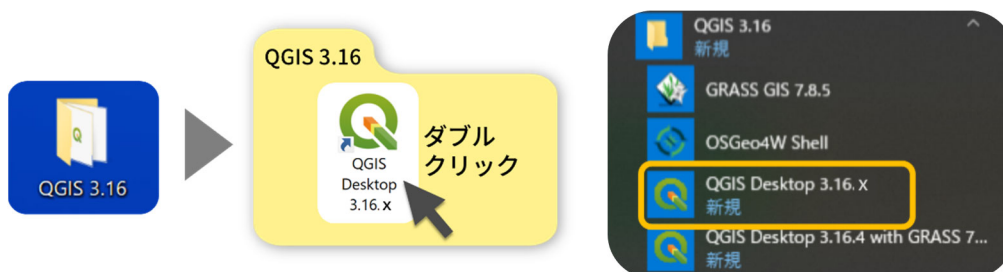 QGIS 3.16
QGIS 3.16
QGIS
Desktop
3.16.x
ダブル
クリック
QGIS 3.16
新規
GRASS GIS 7.8.5
OSGeo4W Shell
QGIS Desktop 3.16.x
新規
QGIS Desktop 3.16.4 with GRASS 7...
新規